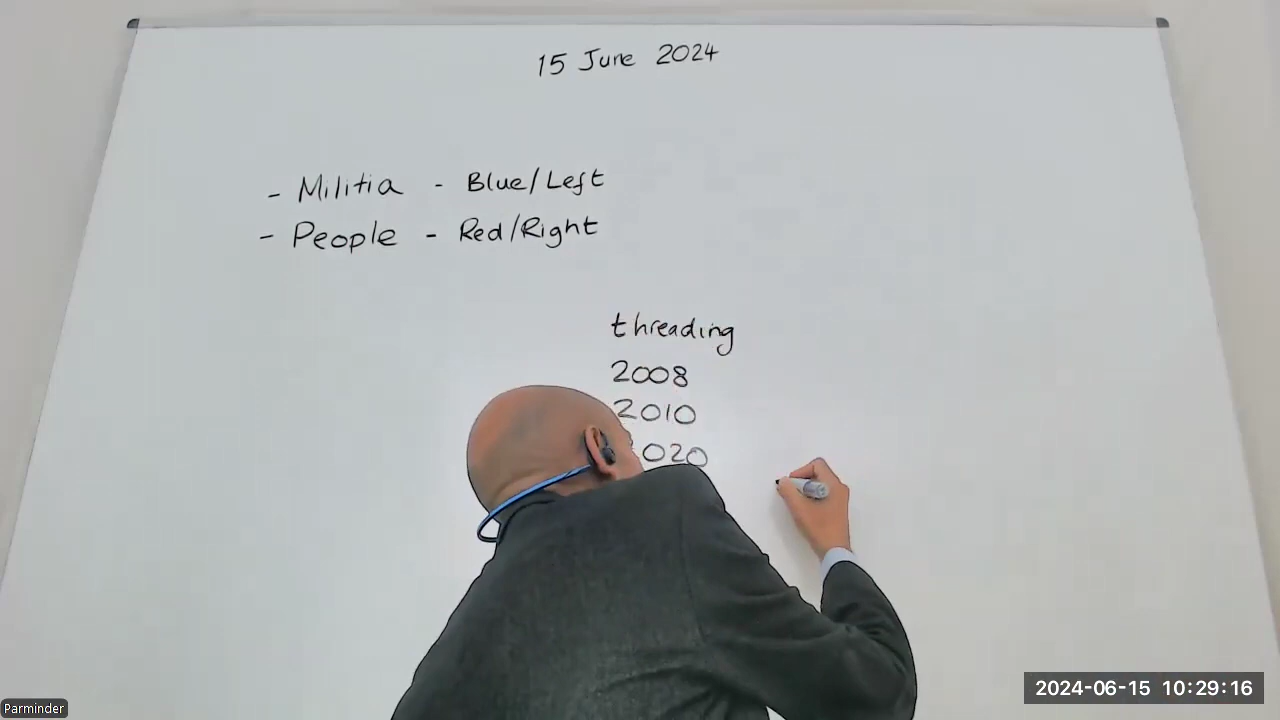 15 June 2024
- Militia - Blue/Left
- People - Red/Right
threading
2008
2010
2020
Parminder
2024-06-15 10:29:16